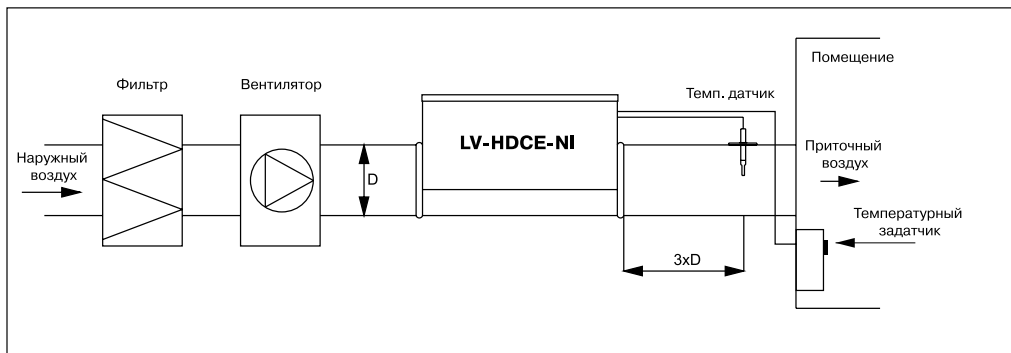 Фильтр
Вентилятор
Темп. датчик
Помещение
LV-HDCE-NI
Наружный
воздух
D
Приточный
воздух
Температурный
задатчик
3xD